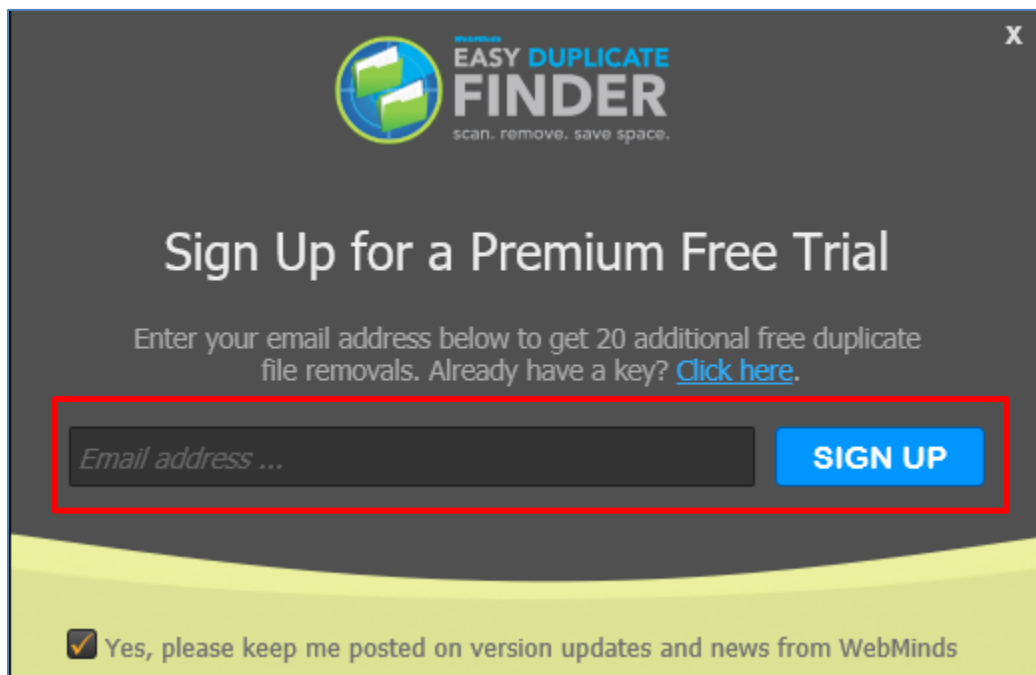 X
WebMinds
EASY DUPLICATE
FINDER
scan. remove. save space.
Sign Up for a Premium Free Trial
Enter your email address below to get 20 additional free duplicate
file removals. Already have a key? Click here.
Email address ...
SIGN UP
Yes, please keep me posted on version updates and news from WebMinds